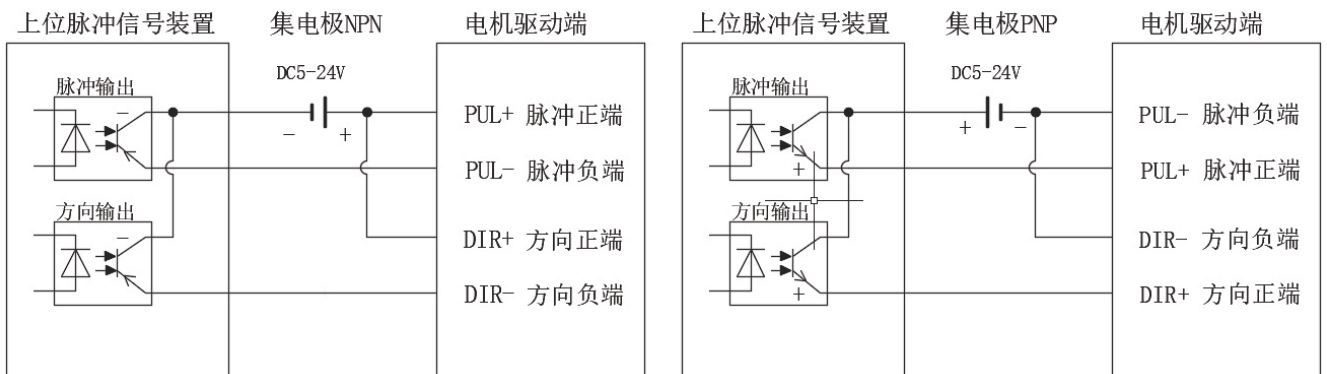 上位脉冲信号装置
集电极NPN
电机驱动端
DC5-24V
脉冲输出
−
− +
PUL+ 脉冲正端
PUL- 脉冲负端
方向输出
−
DIR+ 方向正端
DIR- 方向负端
上位脉冲信号装置
集电极PNP
电机驱动端
DC5-24V
脉冲输出
+
+ −
PUL- 脉冲负端
PUL+ 脉冲正端
方向输出
+
DIR- 方向负端
DIR+ 方向正端